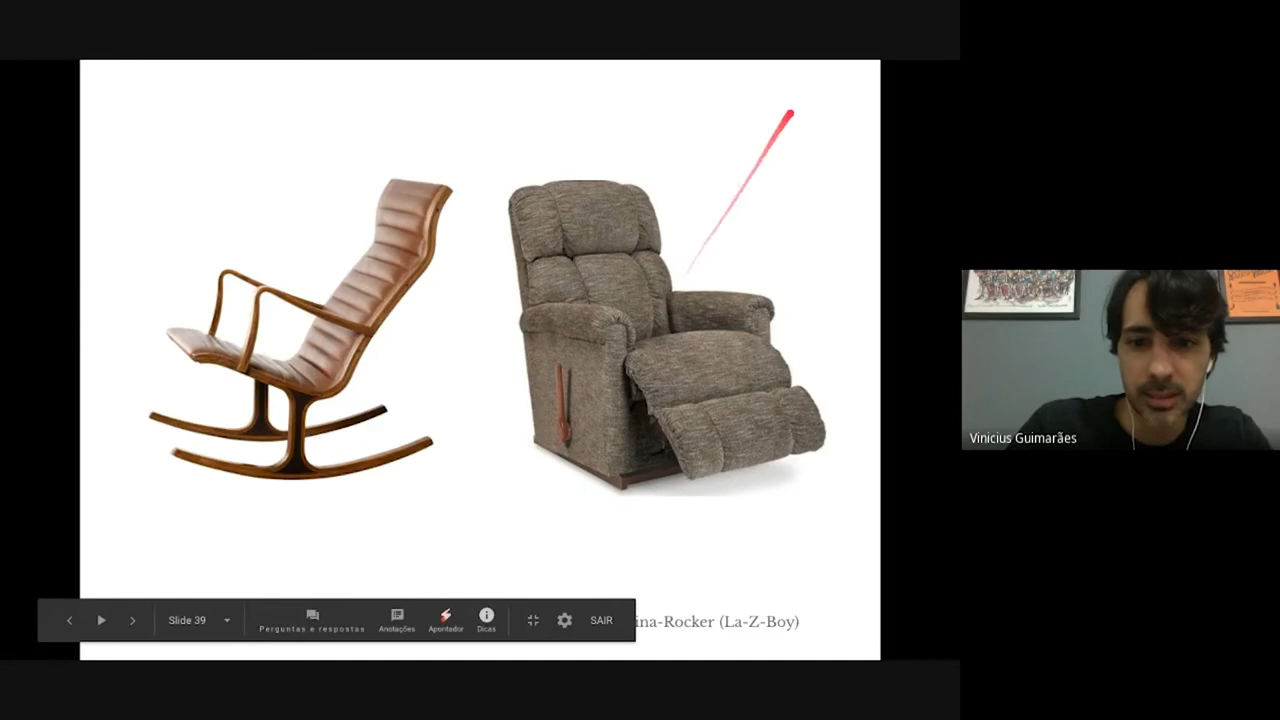 Vinicius Guimarães
Slide 39
Perguntas e respostas
Anotações
Apontador
Dicas
SAIR
ina-Rocker (La-Z-Boy)